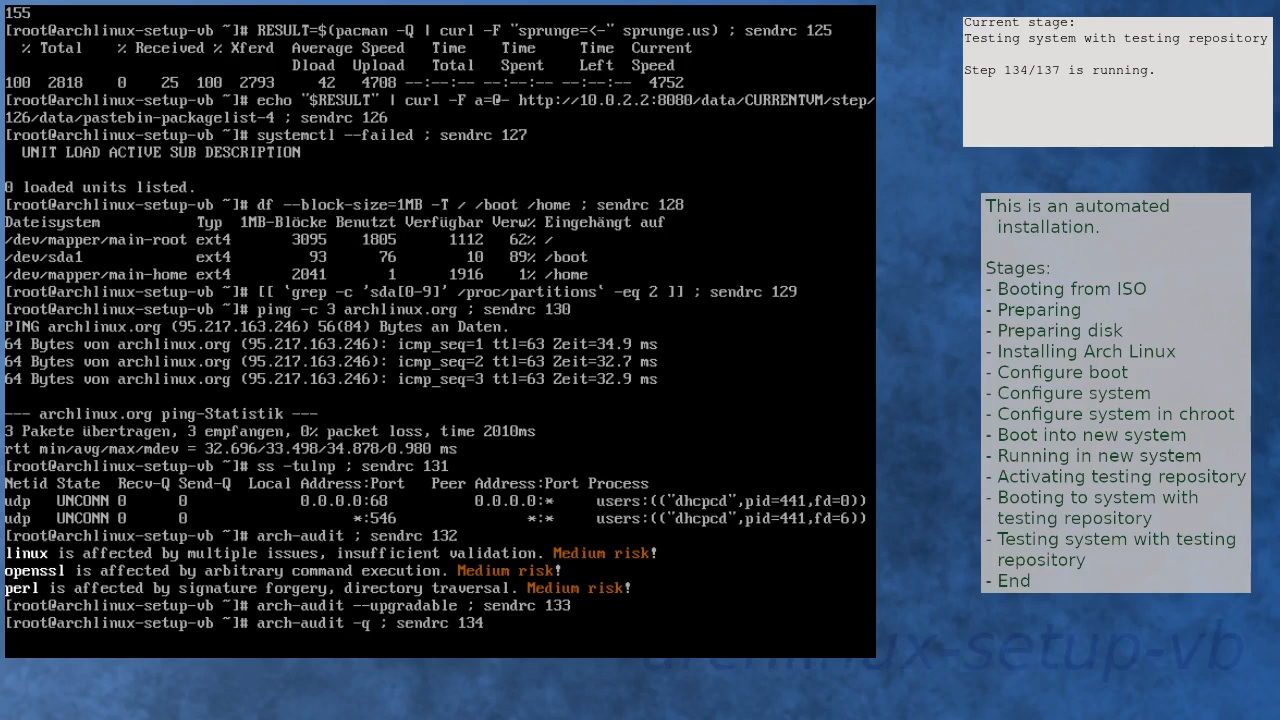 155
[root@archlinux-setup-vb ~]# RESULT=$(pacman -Q | curl -F "sprunge=<-" sprunge.us) ; sendrc 125
  % Total    % Received % Xferd  Average Speed   Time    Time     Time  Current
                                 Dload  Upload   Total   Spent    Left  Speed
100  2818    0    25  100  2793     42   4708 --:--:-- --:--:-- --:--:--  4752
[root@archlinux-setup-vb ~]# echo "$RESULT" | curl -F a=@- http://10.0.2.2:8080/data/CURRENTVM/step/
126/data/pastebin-packagelist-4 ; sendrc 126
[root@archlinux-setup-vb ~]# systemctl --failed ; sendrc 127
  UNIT LOAD ACTIVE SUB DESCRIPTION
0 loaded units listed.
[root@archlinux-setup-vb ~]# df --block-size=1MB -T / /boot /home ; sendrc 128
Dateisystem           Typ  1MB-Blöcke Benutzt Verfügbar Verw% Eingehängt auf
/dev/mapper/main-root ext4       3095    1805      1112   62% /
/dev/sda1             ext4         93      76        10   89% /boot
/dev/mapper/main-home ext4       2041       1      1916    1% /home
[root@archlinux-setup-vb ~]# [[ `grep -c 'sda[0-9]' /proc/partitions` -eq 2 ]] ; sendrc 129
[root@archlinux-setup-vb ~]# ping -c 3 archlinux.org ; sendrc 130
PING archlinux.org (95.217.163.246) 56(84) Bytes an Daten.
64 Bytes von archlinux.org (95.217.163.246): icmp_seq=1 ttl=63 Zeit=34.9 ms
64 Bytes von archlinux.org (95.217.163.246): icmp_seq=2 ttl=63 Zeit=32.7 ms
64 Bytes von archlinux.org (95.217.163.246): icmp_seq=3 ttl=63 Zeit=32.9 ms
--- archlinux.org ping-Statistik ---
3 Pakete übertragen, 3 empfangen, 0% packet loss, time 2010ms
rtt min/avg/max/mdev = 32.696/33.498/34.878/0.980 ms
[root@archlinux-setup-vb ~]# ss -tulnp ; sendrc 131
Netid State   Recv-Q Send-Q  Local Address:Port   Peer Address:Port Process
udp   UNCONN 0      0             0.0.0.0:68          0.0.0.0:*     users:(("dhcpcd",pid=441,fd=0))
udp   UNCONN 0      0                   *:546               *:*     users:(("dhcpcd",pid=441,fd=6))
[root@archlinux-setup-vb ~]# arch-audit ; sendrc 132
linux is affected by multiple issues, insufficient validation. Medium risk!
openssl is affected by arbitrary command execution. Medium risk!
perl is affected by signature forgery, directory traversal. Medium risk!
[root@archlinux-setup-vb ~]# arch-audit --upgradable ; sendrc 133
[root@archlinux-setup-vb ~]# arch-audit -q ; sendrc 134
Current stage:
Testing system with testing repository
Step 134/137 is running.
This is an automated
installation.
Stages:
- Booting from ISO
- Preparing
- Preparing disk
- Installing Arch Linux
- Configure boot
- Configure system
- Configure system in chroot
- Boot into new system
- Running in new system
- Activating testing repository
- Booting to system with
testing repository
- Testing system with testing
repository
- End
archlinux-setup-vb